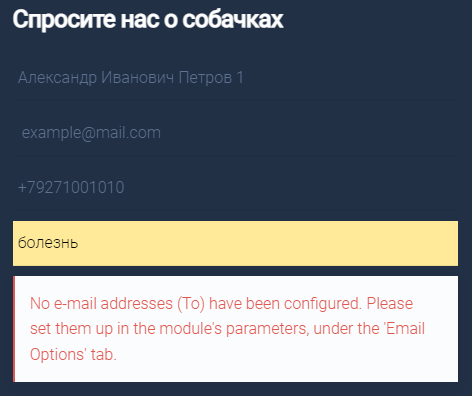 Спросите нас о собачках
Александр Иванович Петров 1
example@mail.com
+79271001010
болезнь
No e-mail addresses (To) have been configured. Please
set them up in the module's parameters, under the 'Email
Options' tab.